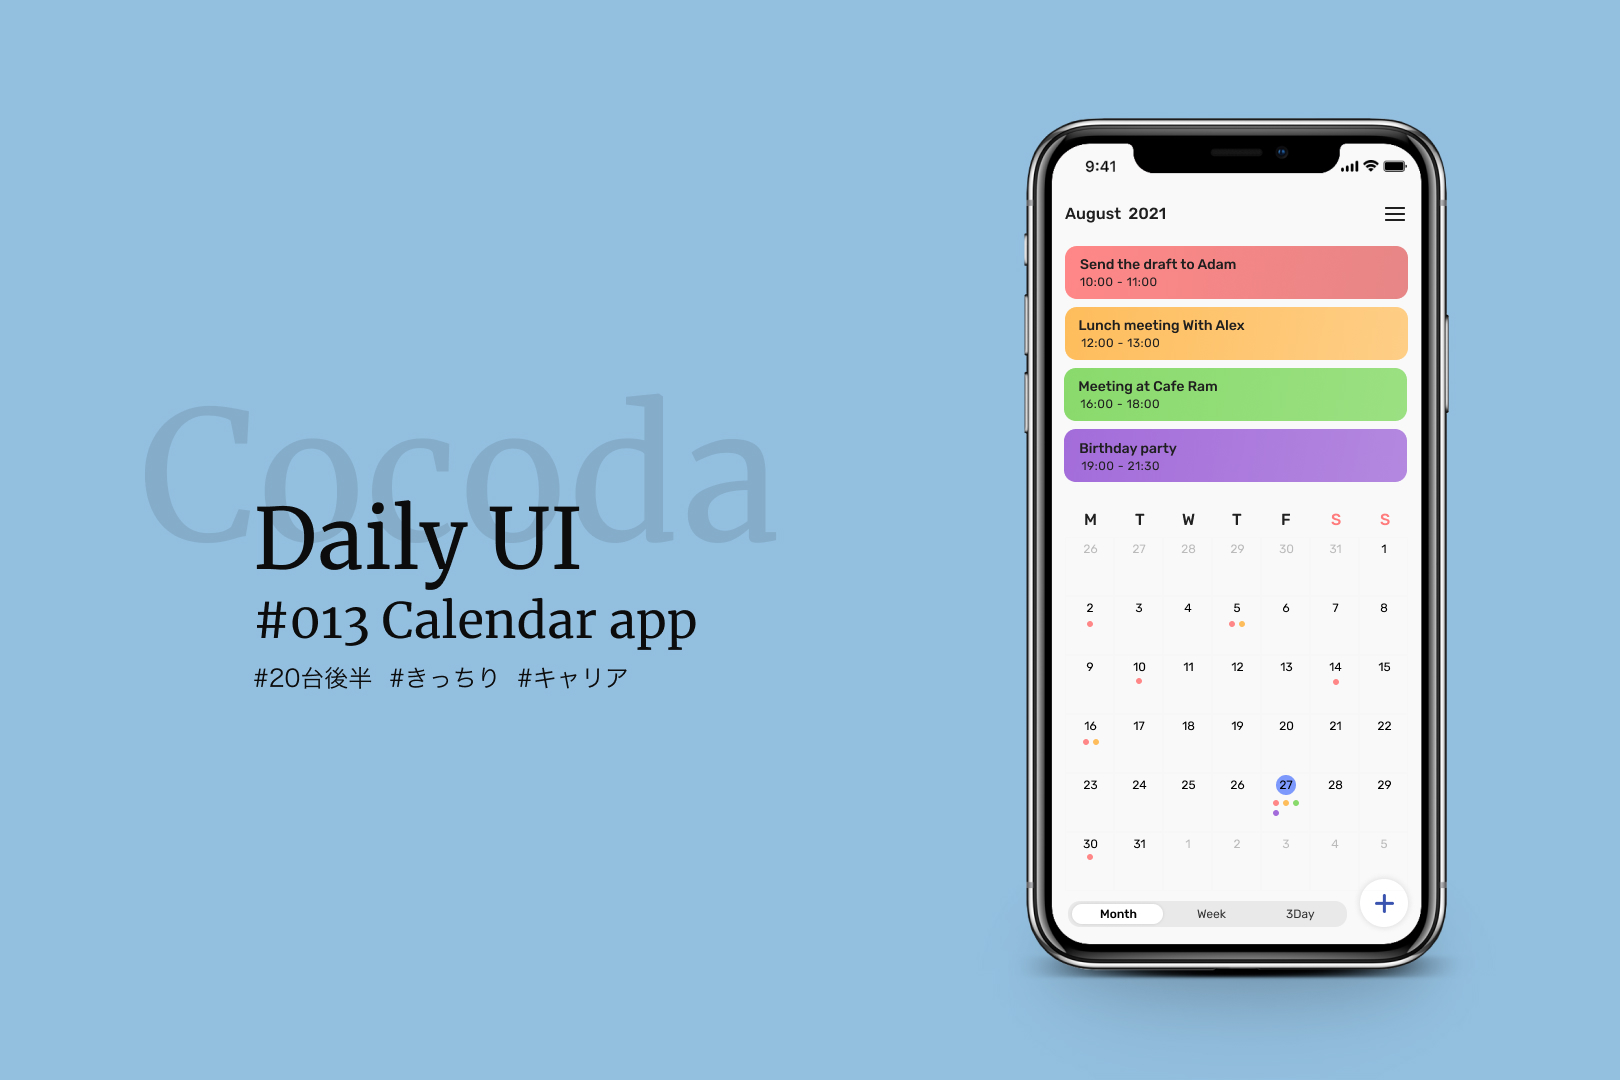 Cocoda
Daily UI
#013 Calendar app
#20台後半 #きっちり #キャリア
9:41
August 2021
Send the draft to Adam
10:00 - 11:00
Lunch meeting With Alex
12:00 - 13:00
Meeting at Cafe Ram
16:00 - 18:00
Birthday party
19:00 - 21:30
M T W T F S S
26 27 28 29 30 31 1
2 3 4 5 6 7 8
9 10 11 12 13 14 15
16 17 18 19 20 21 22
23 24 25 26 27 28 29
30 31 1 2 3 4 5
Month Week 3Day